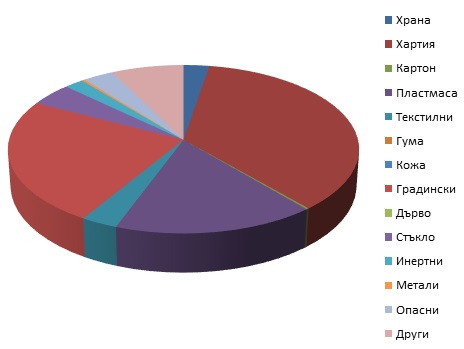 Храна
Хартия
Картон
Пластмаса
Текстилни
Гума
Кожа
Градински
Дърво
Стъкло
Инертни
Метали
Опасни
Други